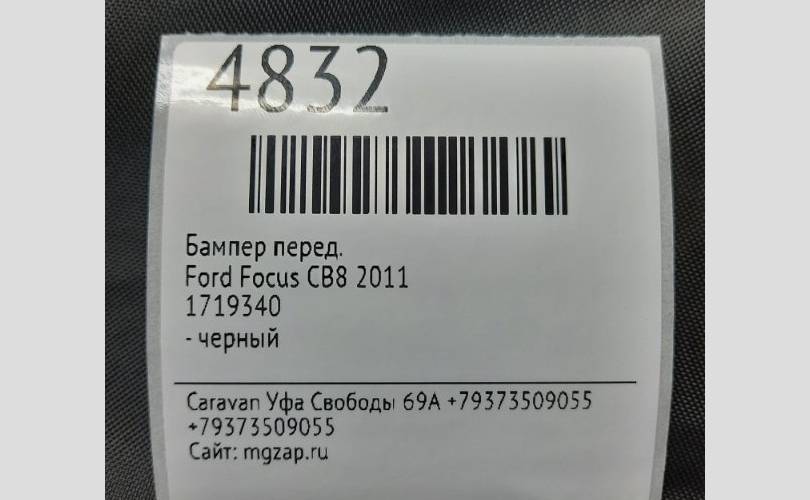 4832
Бампер перед.
Ford Focus CB8 2011
1719340
- черный
Caravan Уфа Свободы 69А +79373509055
+79373509055
Сайт: mgzap.ru